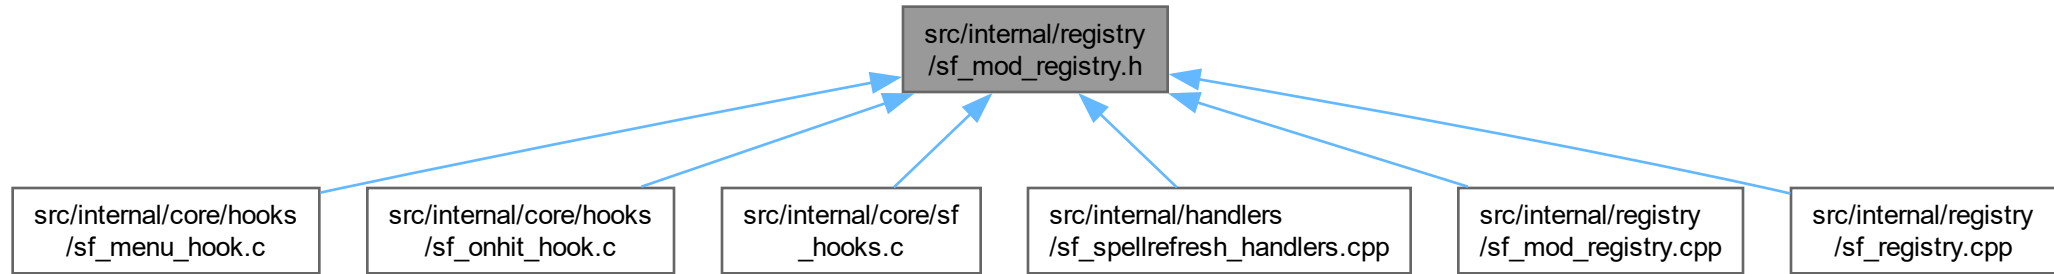 src/internal/registry
/sf_mod_registry.h
src/internal/core/hooks
/sf_menu_hook.c
src/internal/core/hooks
/sf_onhit_hook.c
src/internal/core/sf
_hooks.c
src/internal/handlers
/sf_spellrefresh_handlers.cpp
src/internal/registry
/sf_mod_registry.cpp
src/internal/registry
/sf_registry.cpp